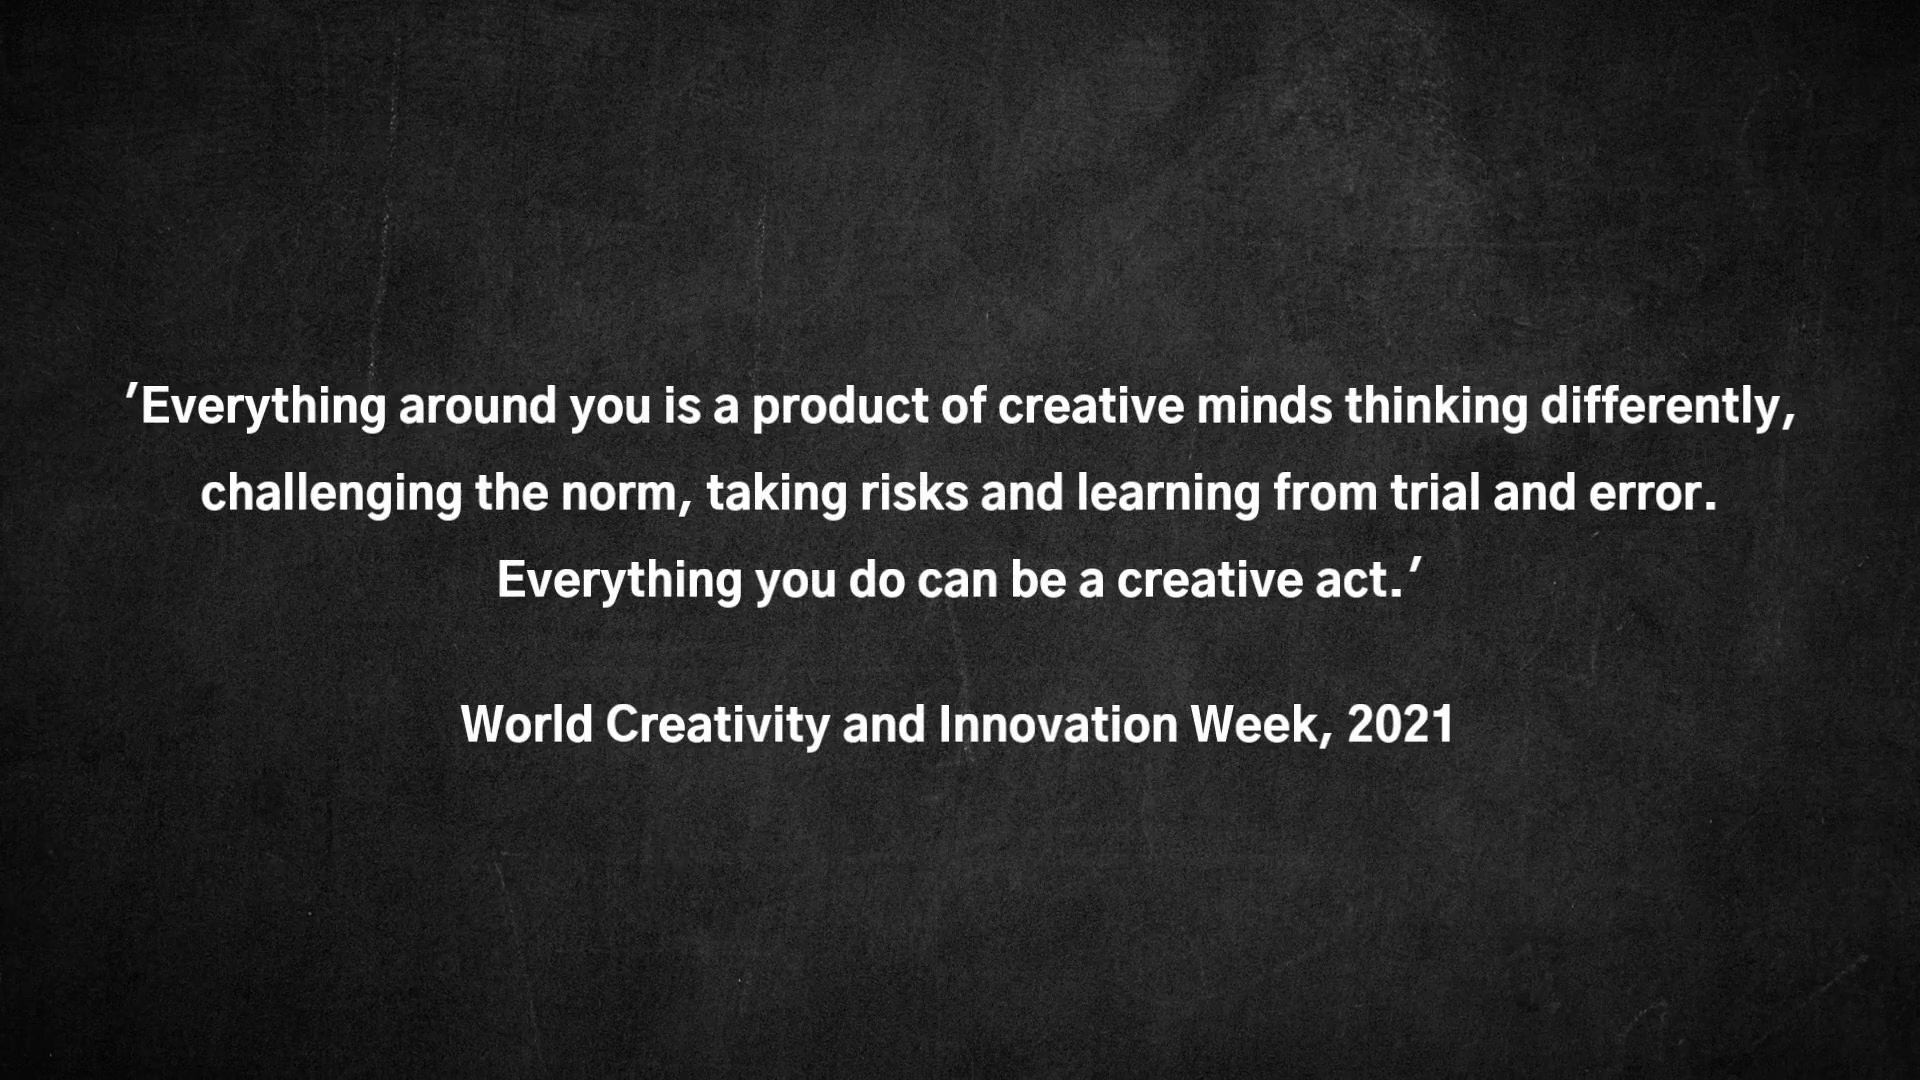 'Everything around you is a product of creative minds thinking differently,
challenging the norm, taking risks and learning from trial and error.
Everything you do can be a creative act.'
World Creativity and Innovation Week, 2021